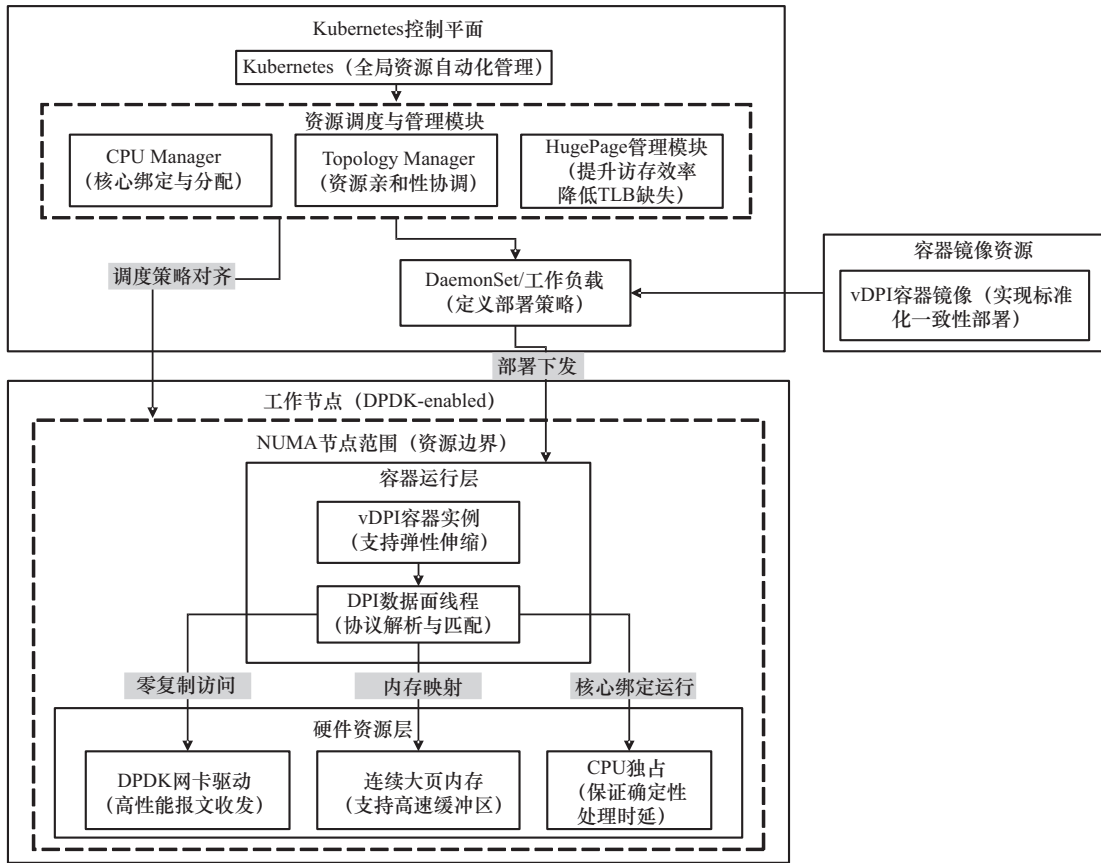 Kubernetes控制平面
Kubernetes（全局资源自动化管理）
资源调度与管理模块
CPU Manager
（核心绑定与分配）
Topology Manager
（资源亲和性协调）
HugePage管理模块
（提升访存效率
降低TLB缺失）
调度策略对齐
DaemonSet/工作负载
（定义部署策略）
容器镜像资源
vDPI容器镜像（实现标准
化一致性部署）
部署下发
工作节点（DPDK-enabled）
NUMA节点范围（资源边界）
容器运行层
vDPI容器实例
（支持弹性伸缩）
DPI数据面线程
（协议解析与匹配）
零复制访问
内存映射
核心绑定运行
硬件资源层
DPDK网卡驱动
（高性能报文收发）
连续大页内存
（支持高速缓冲区）
CPU独占
（保证确定性
处理时延）